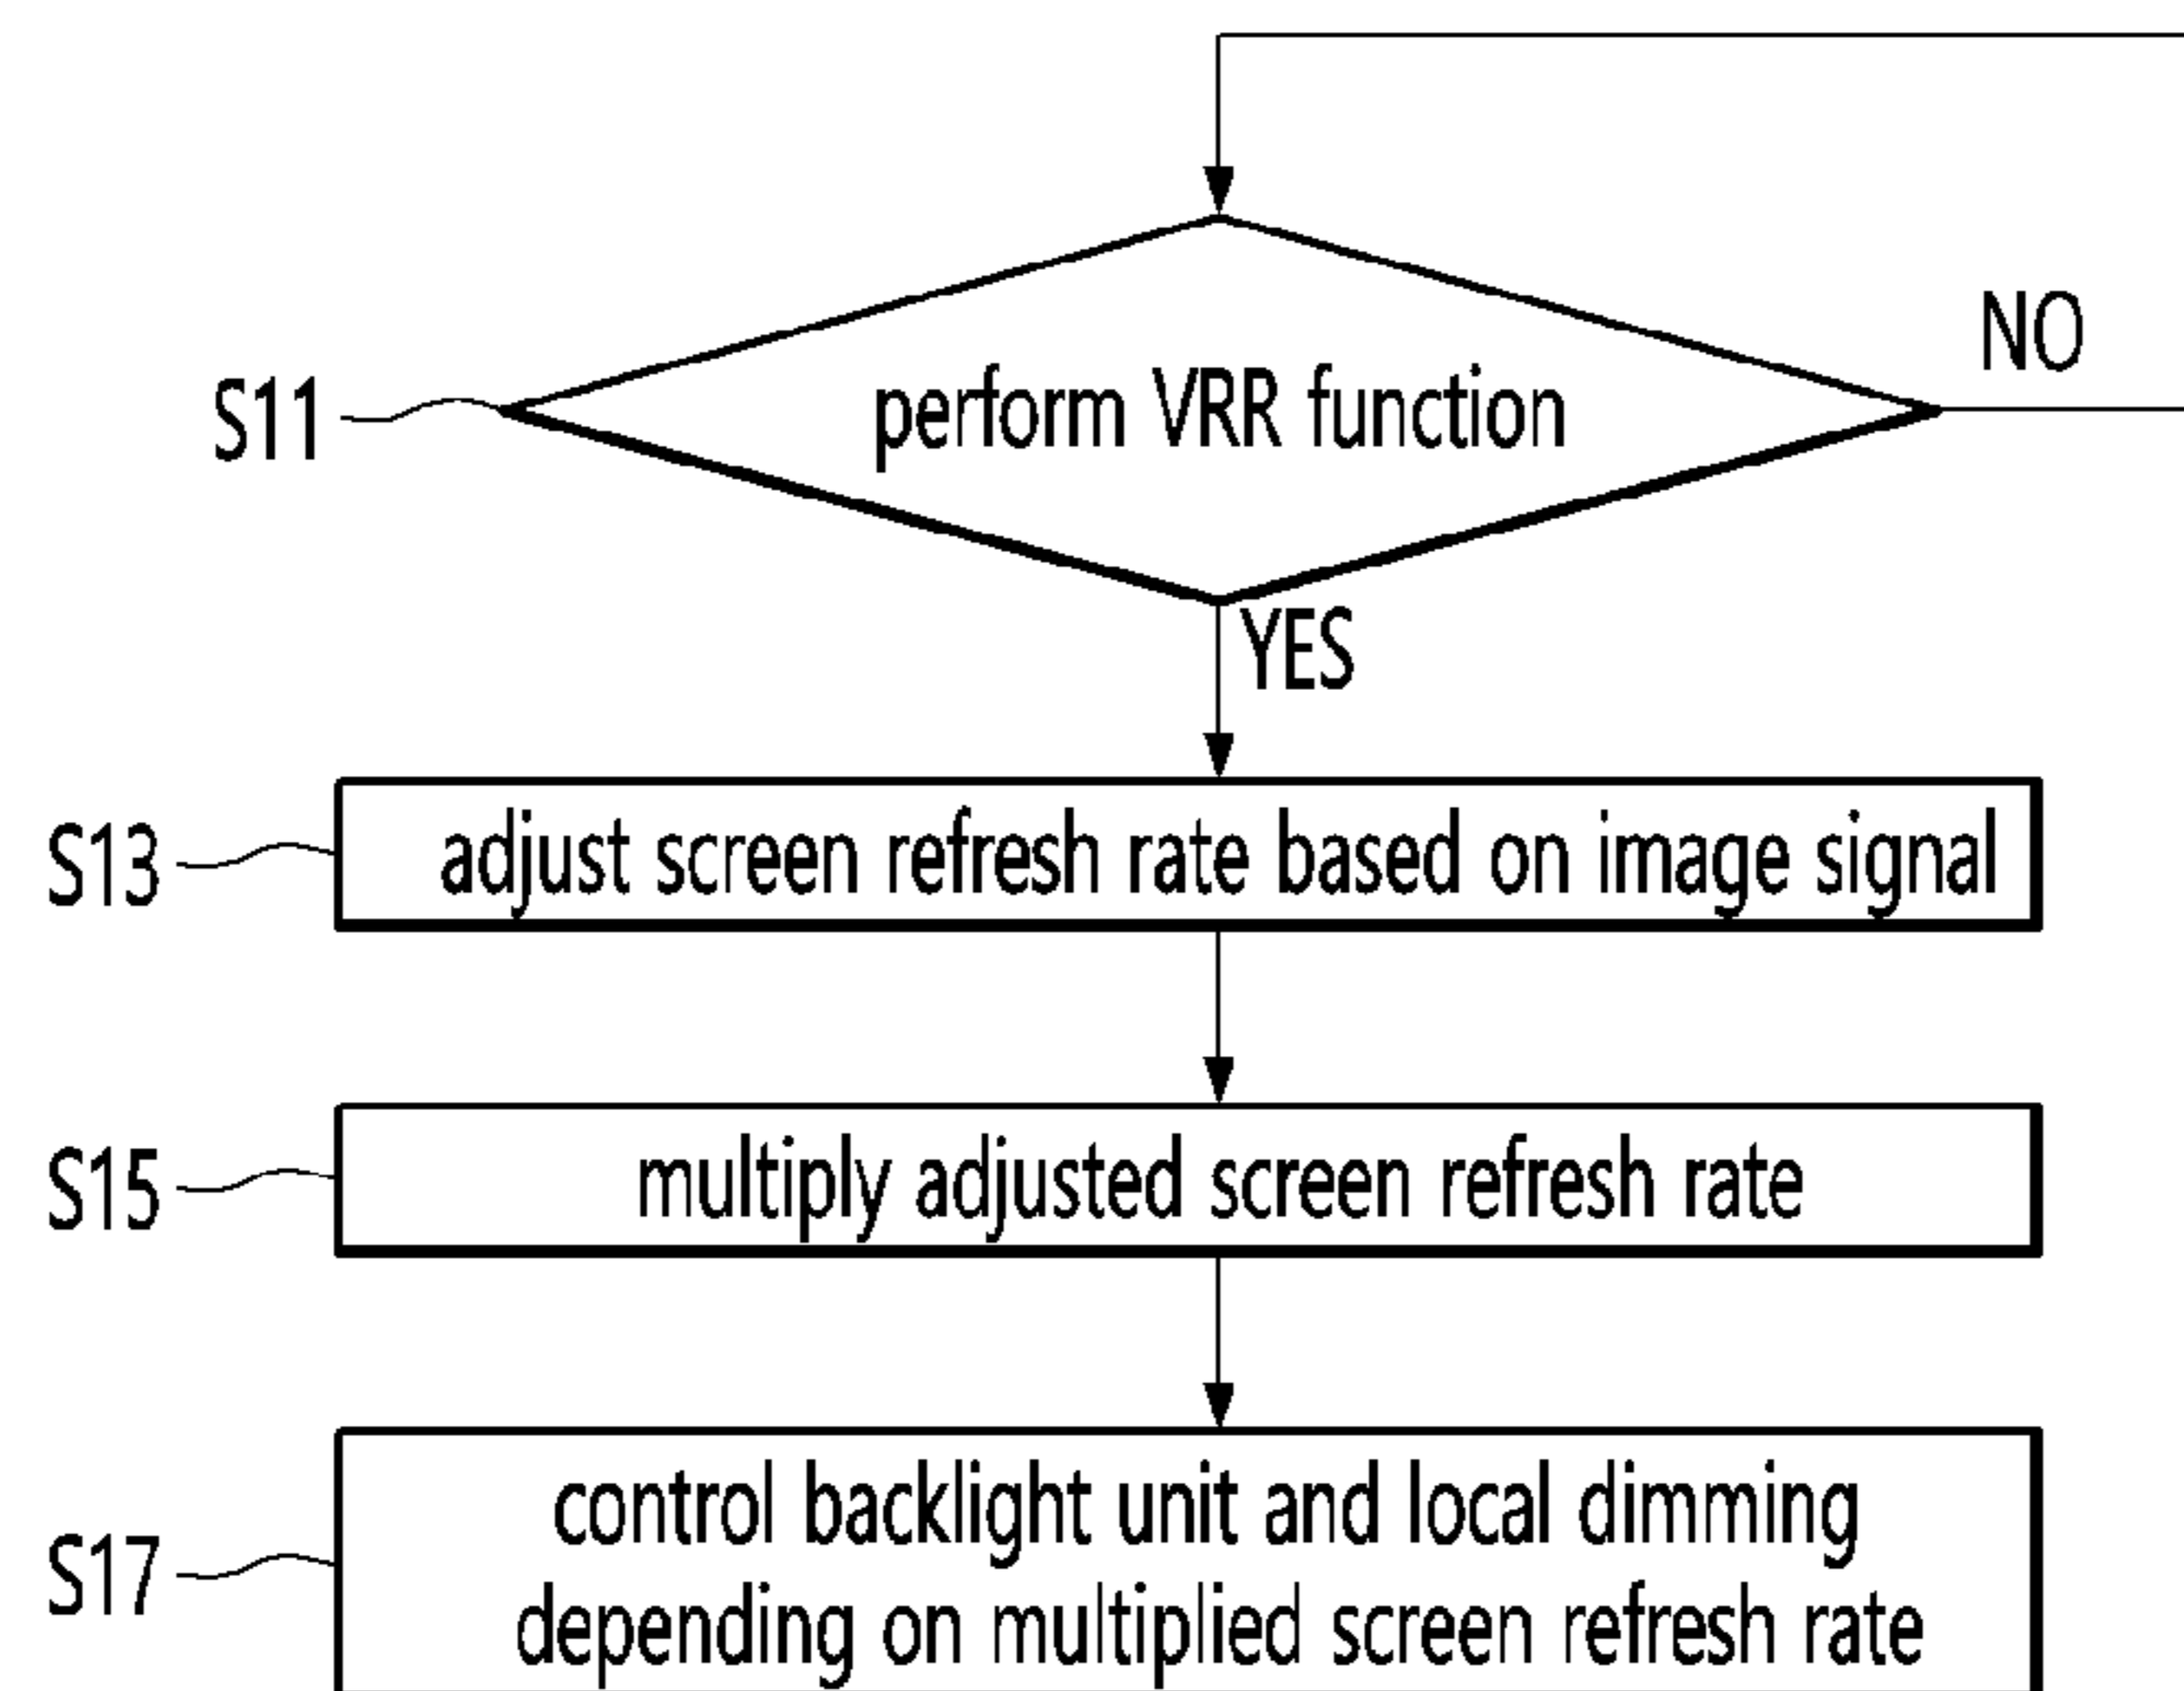 NO
S11
perform VRR function
YES
S13
adjust screen refresh rate based on image signal
S15
multiply adjusted screen refresh rate
S17
control backlight unit and local dimming
depending on multiplied screen refresh rate